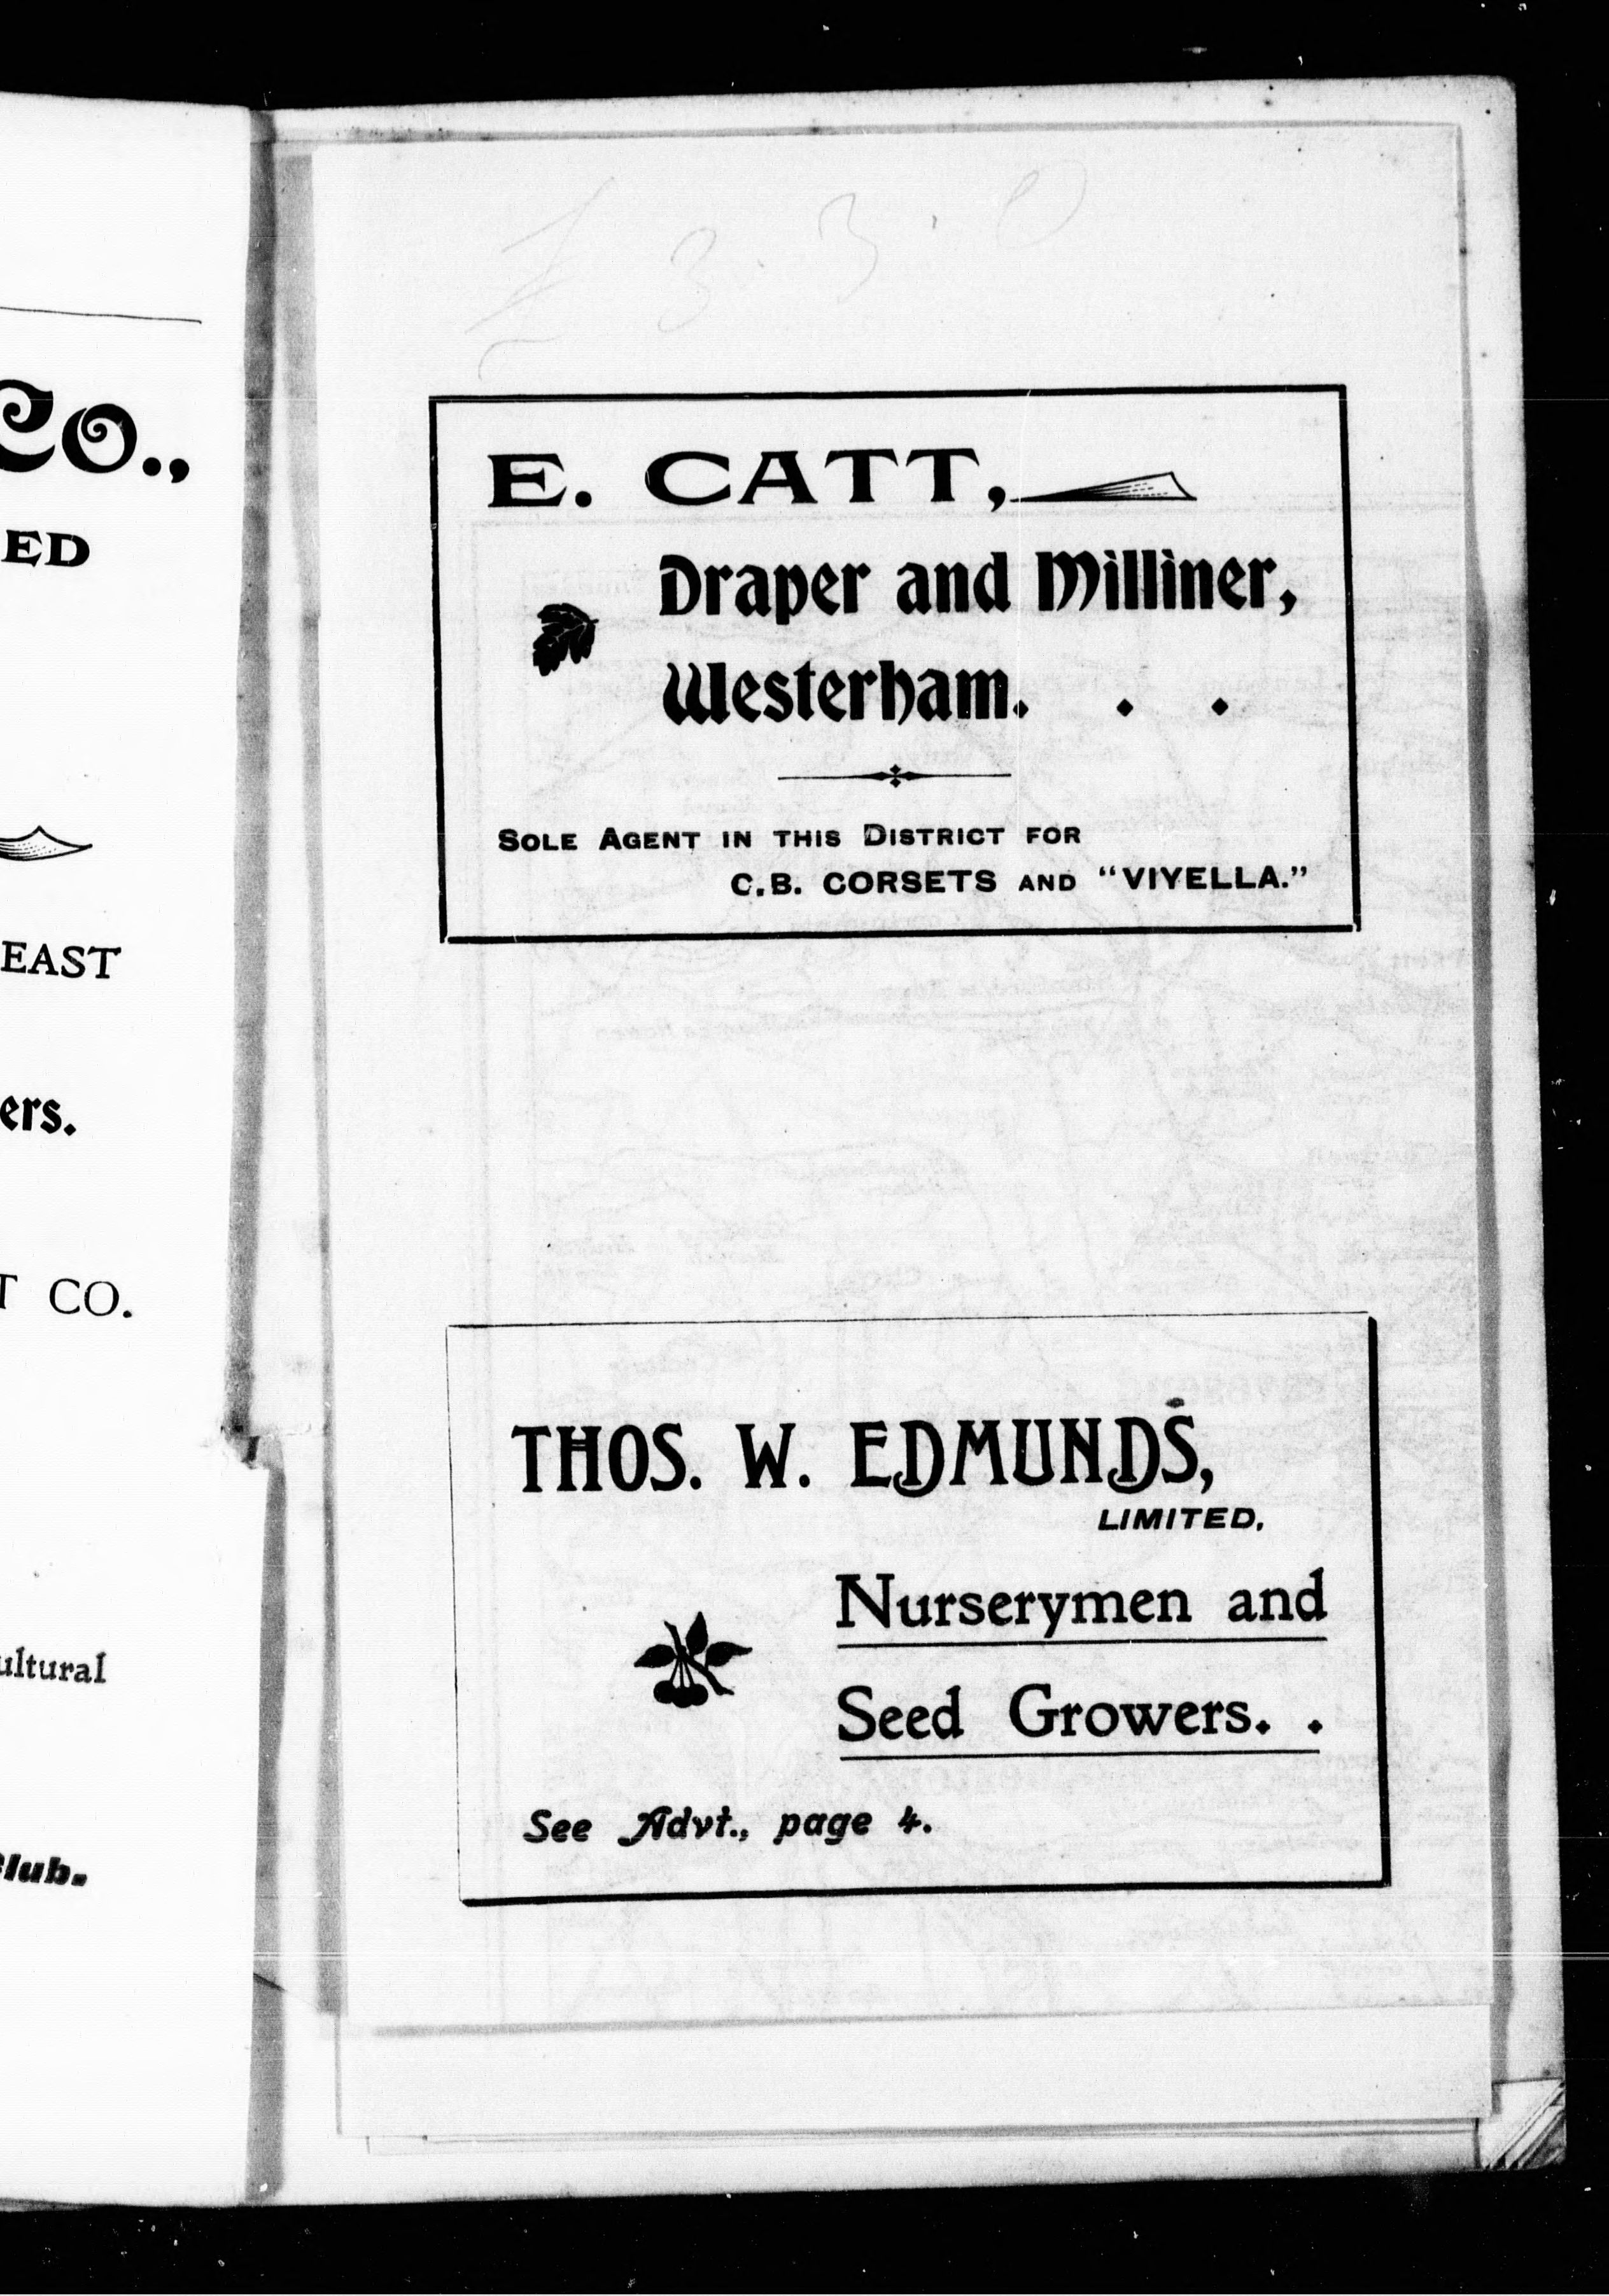 Co.,
ED
EAST
ers.
T CO.
ultural
Club.
£ 3. 3. 0
E. CATT,
Draper and Milliner,
Westerham. . .
SOLE AGENT IN THIS DISTRICT FOR
C.B. CORSETS AND "VIYELLA."
THOS. W. EDMUNDS,
LIMITED,
Nurserymen and
Seed Growers. .
See Advt., page 4.